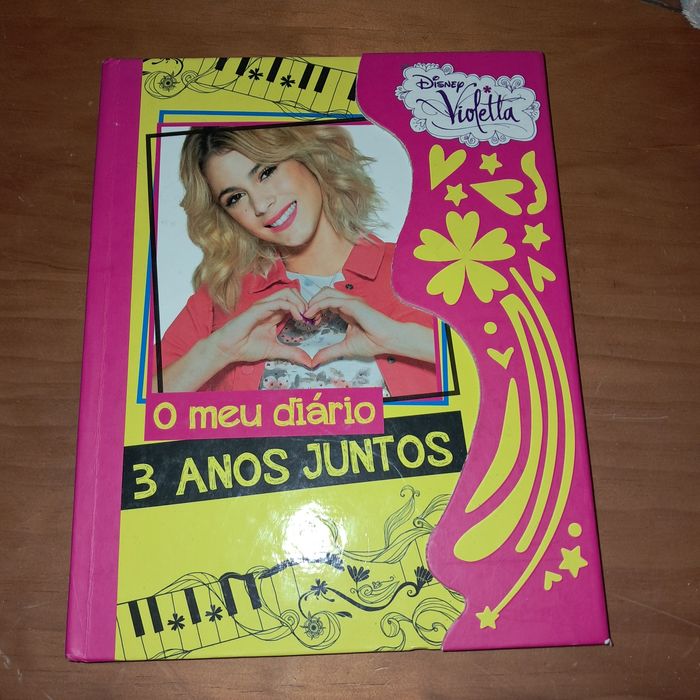 Disney
Violetta
O meu diário
3 ANOS JUNTOS